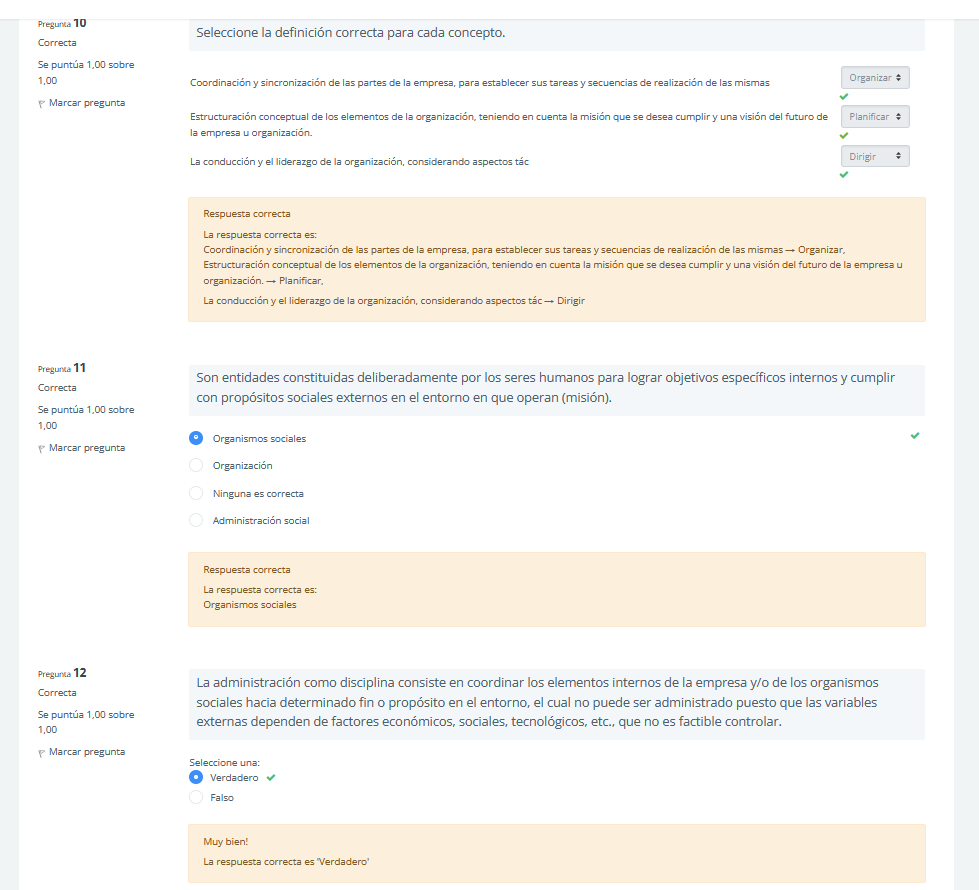 Pregunta 10
Correcta
Se puntúa 1,00 sobre
1,00
Marcar pregunta
Seleccione la definición correcta para cada concepto.
Coordinación y sincronización de las partes de la empresa, para establecer sus tareas y secuencias de realización de las mismas
Organizar
Estructuración conceptual de los elementos de la organización, teniendo en cuenta la misión que se desea cumplir y una visión del futuro de
la empresa u organización.
Planificar
La conducción y el liderazgo de la organización, considerando aspectos tác
Dirigir
Respuesta correcta
La respuesta correcta es:
Coordinación y sincronización de las partes de la empresa, para establecer sus tareas y secuencias de realización de las mismas → Organizar,
Estructuración conceptual de los elementos de la organización, teniendo en cuenta la misión que se desea cumplir y una visión del futuro de la empresa u
organización. → Planificar,
La conducción y el liderazgo de la organización, considerando aspectos tác → Dirigir
Pregunta 11
Correcta
Se puntúa 1,00 sobre
1,00
Marcar pregunta
Son entidades constituidas deliberadamente por los seres humanos para lograr objetivos específicos internos y cumplir
con propósitos sociales externos en el entorno en que operan (misión).
Organismos sociales
Organización
Ninguna es correcta
Administración social
Respuesta correcta
La respuesta correcta es:
Organismos sociales
Pregunta 12
Correcta
Se puntúa 1,00 sobre
1,00
Marcar pregunta
La administración como disciplina consiste en coordinar los elementos internos de la empresa y/o de los organismos
sociales hacia determinado fin o propósito en el entorno, el cual no puede ser administrado puesto que las variables
externas dependen de factores económicos, sociales, tecnológicos, etc., que no es factible controlar.
Seleccione una:
Verdadero
Falso
Muy bien!
La respuesta correcta es 'Verdadero'